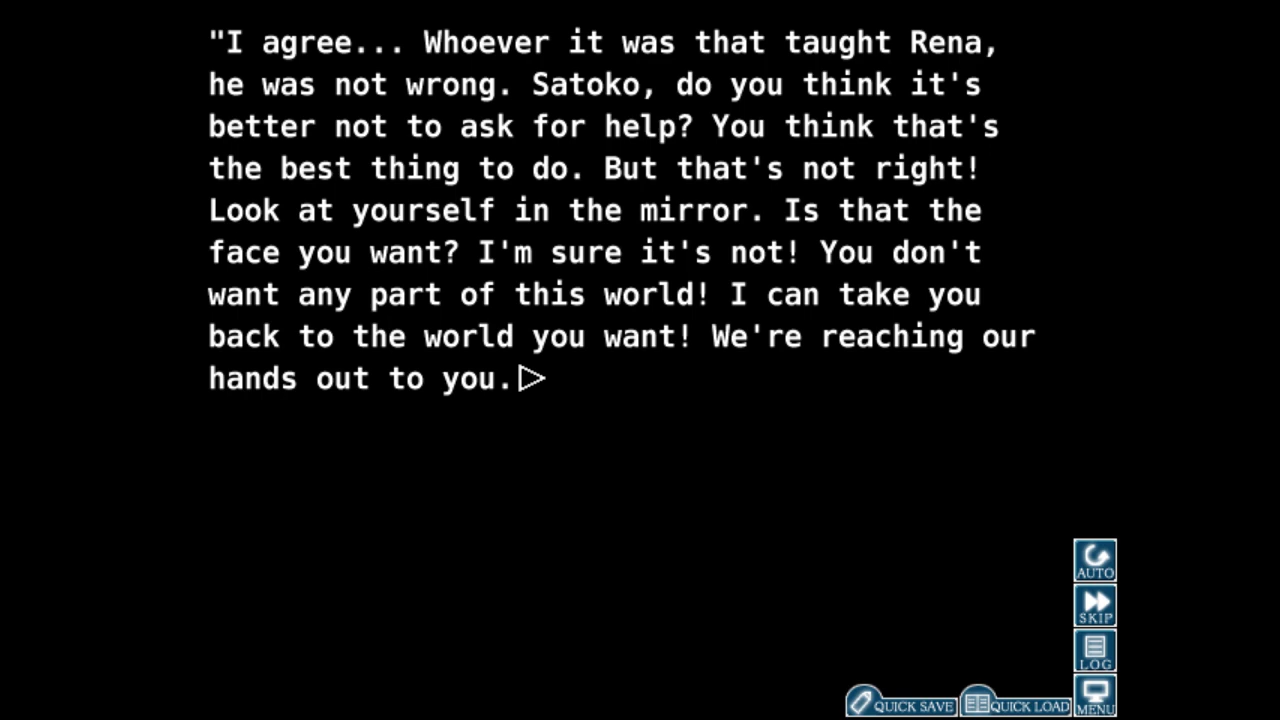 "I agree... Whoever it was that taught Rena,
he was not wrong. Satoko, do you think it's
better not to ask for help? You think that's
the best thing to do. But that's not right!
Look at yourself in the mirror. Is that the
face you want? I'm sure it's not! You don't
want any part of this world! I can take you
back to the world you want! We're reaching our
hands out to you.
AUTO
SKIP
LOG
QUICK SAVE
QUICK LOAD
MENU